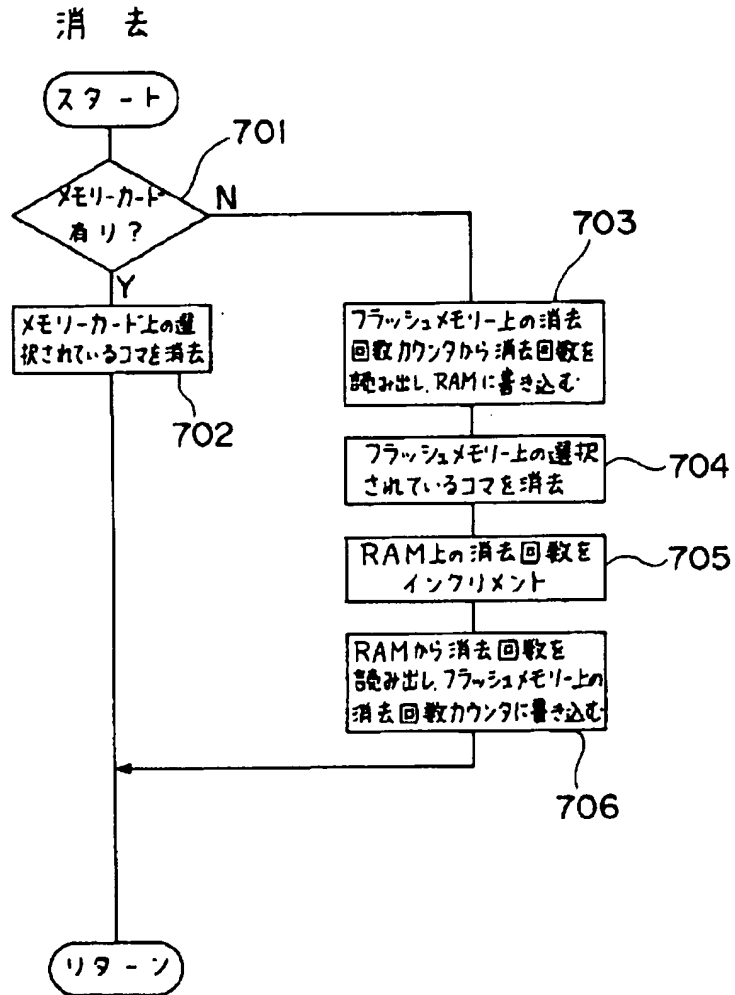 消去
スタート
701
メモリーカード
有り?
N
Y
メモリーカード上の選
択されているコマを消去
702
703
フラッシュメモリー上の消去
回数カウンタから消去回数を
読み出し、RAMに書き込む
フラッシュメモリー上の選択
されているコマを消去
704
RAM上の消去回数を
インクリメント
705
RAMから消去回数を
読み出し、フラッシュメモリー上の
消去回数カウンタに書き込む
706
リターン